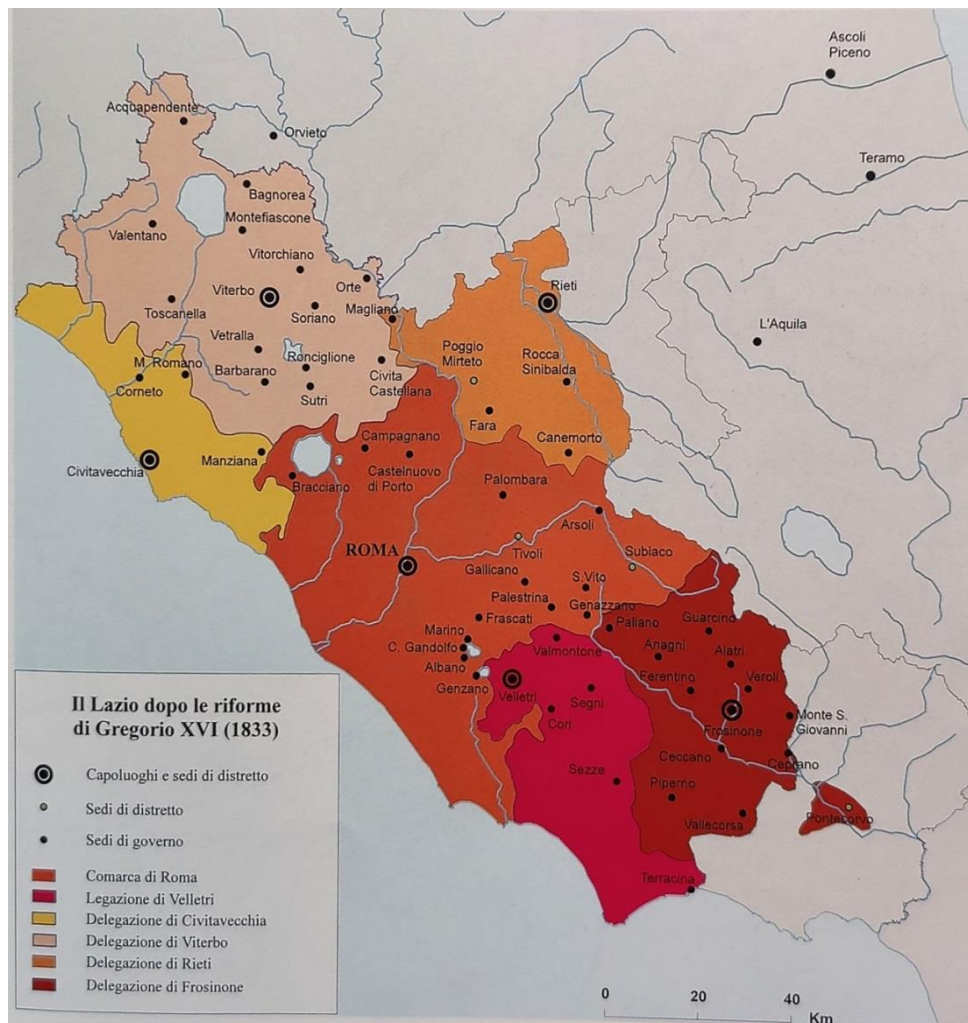 Ascoli
Piceno
Acquapendente
Orvieto
Teramo
Bagnorea
Montefiascone
Valentano
Vitorchiano
Orte
Rieti
Viterbo
Toscanella
Soriano
Magliano
L'Aquila
Vetralla
Ronciglione
Poggio
Mirteto
Rocca
Sinibalda
M. Romano
Barbarano
Civita
Castellana
Corneto
Sutri
Fara
Canemorto
Campagnano
Civitavecchia
Manziana
Castelnuovo
di Porto
Bracciano
Palombara
Arsoli
ROMA
Tivoli
Subiaco
Gallicano
S.Vito
Palestrina
Genazzano
Frascati
Paliano
Guarcino
Marino
Valmontone
Anagni
Alatri
C. Gandolfo
Albano
Ferentino
Veroli
Genzano
Velletri
Segni
Cori
Frosinone
Monte S.
Giovanni
Ceccano
Ceprano
Sezze
Piperno
Vallecorsa
Pontecorvo
Terracina
Il Lazio dopo le riforme
di Gregorio XVI (1833)
Capoluoghi e sedi di distretto
Sedi di distretto
Sedi di governo
Comarca di Roma
Legazione di Velletri
Delegazione di Civitavecchia
Delegazione di Viterbo
Delegazione di Rieti
Delegazione di Frosinone
0 20 40
Km